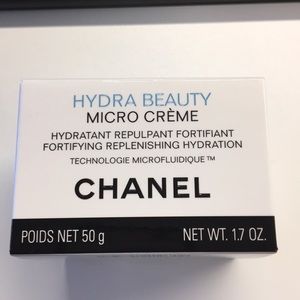 HYDRA BEAUTY
MICRO CRÈME
HYDRATANT REPULPANT FORTIFIANT
FORTIFYING REPLENISHING HYDRATION
TECHNOLOGIE MICROFLUIDIQUE™
CHANEL
POIDS NET 50 g NET WT. 1.7 OZ.